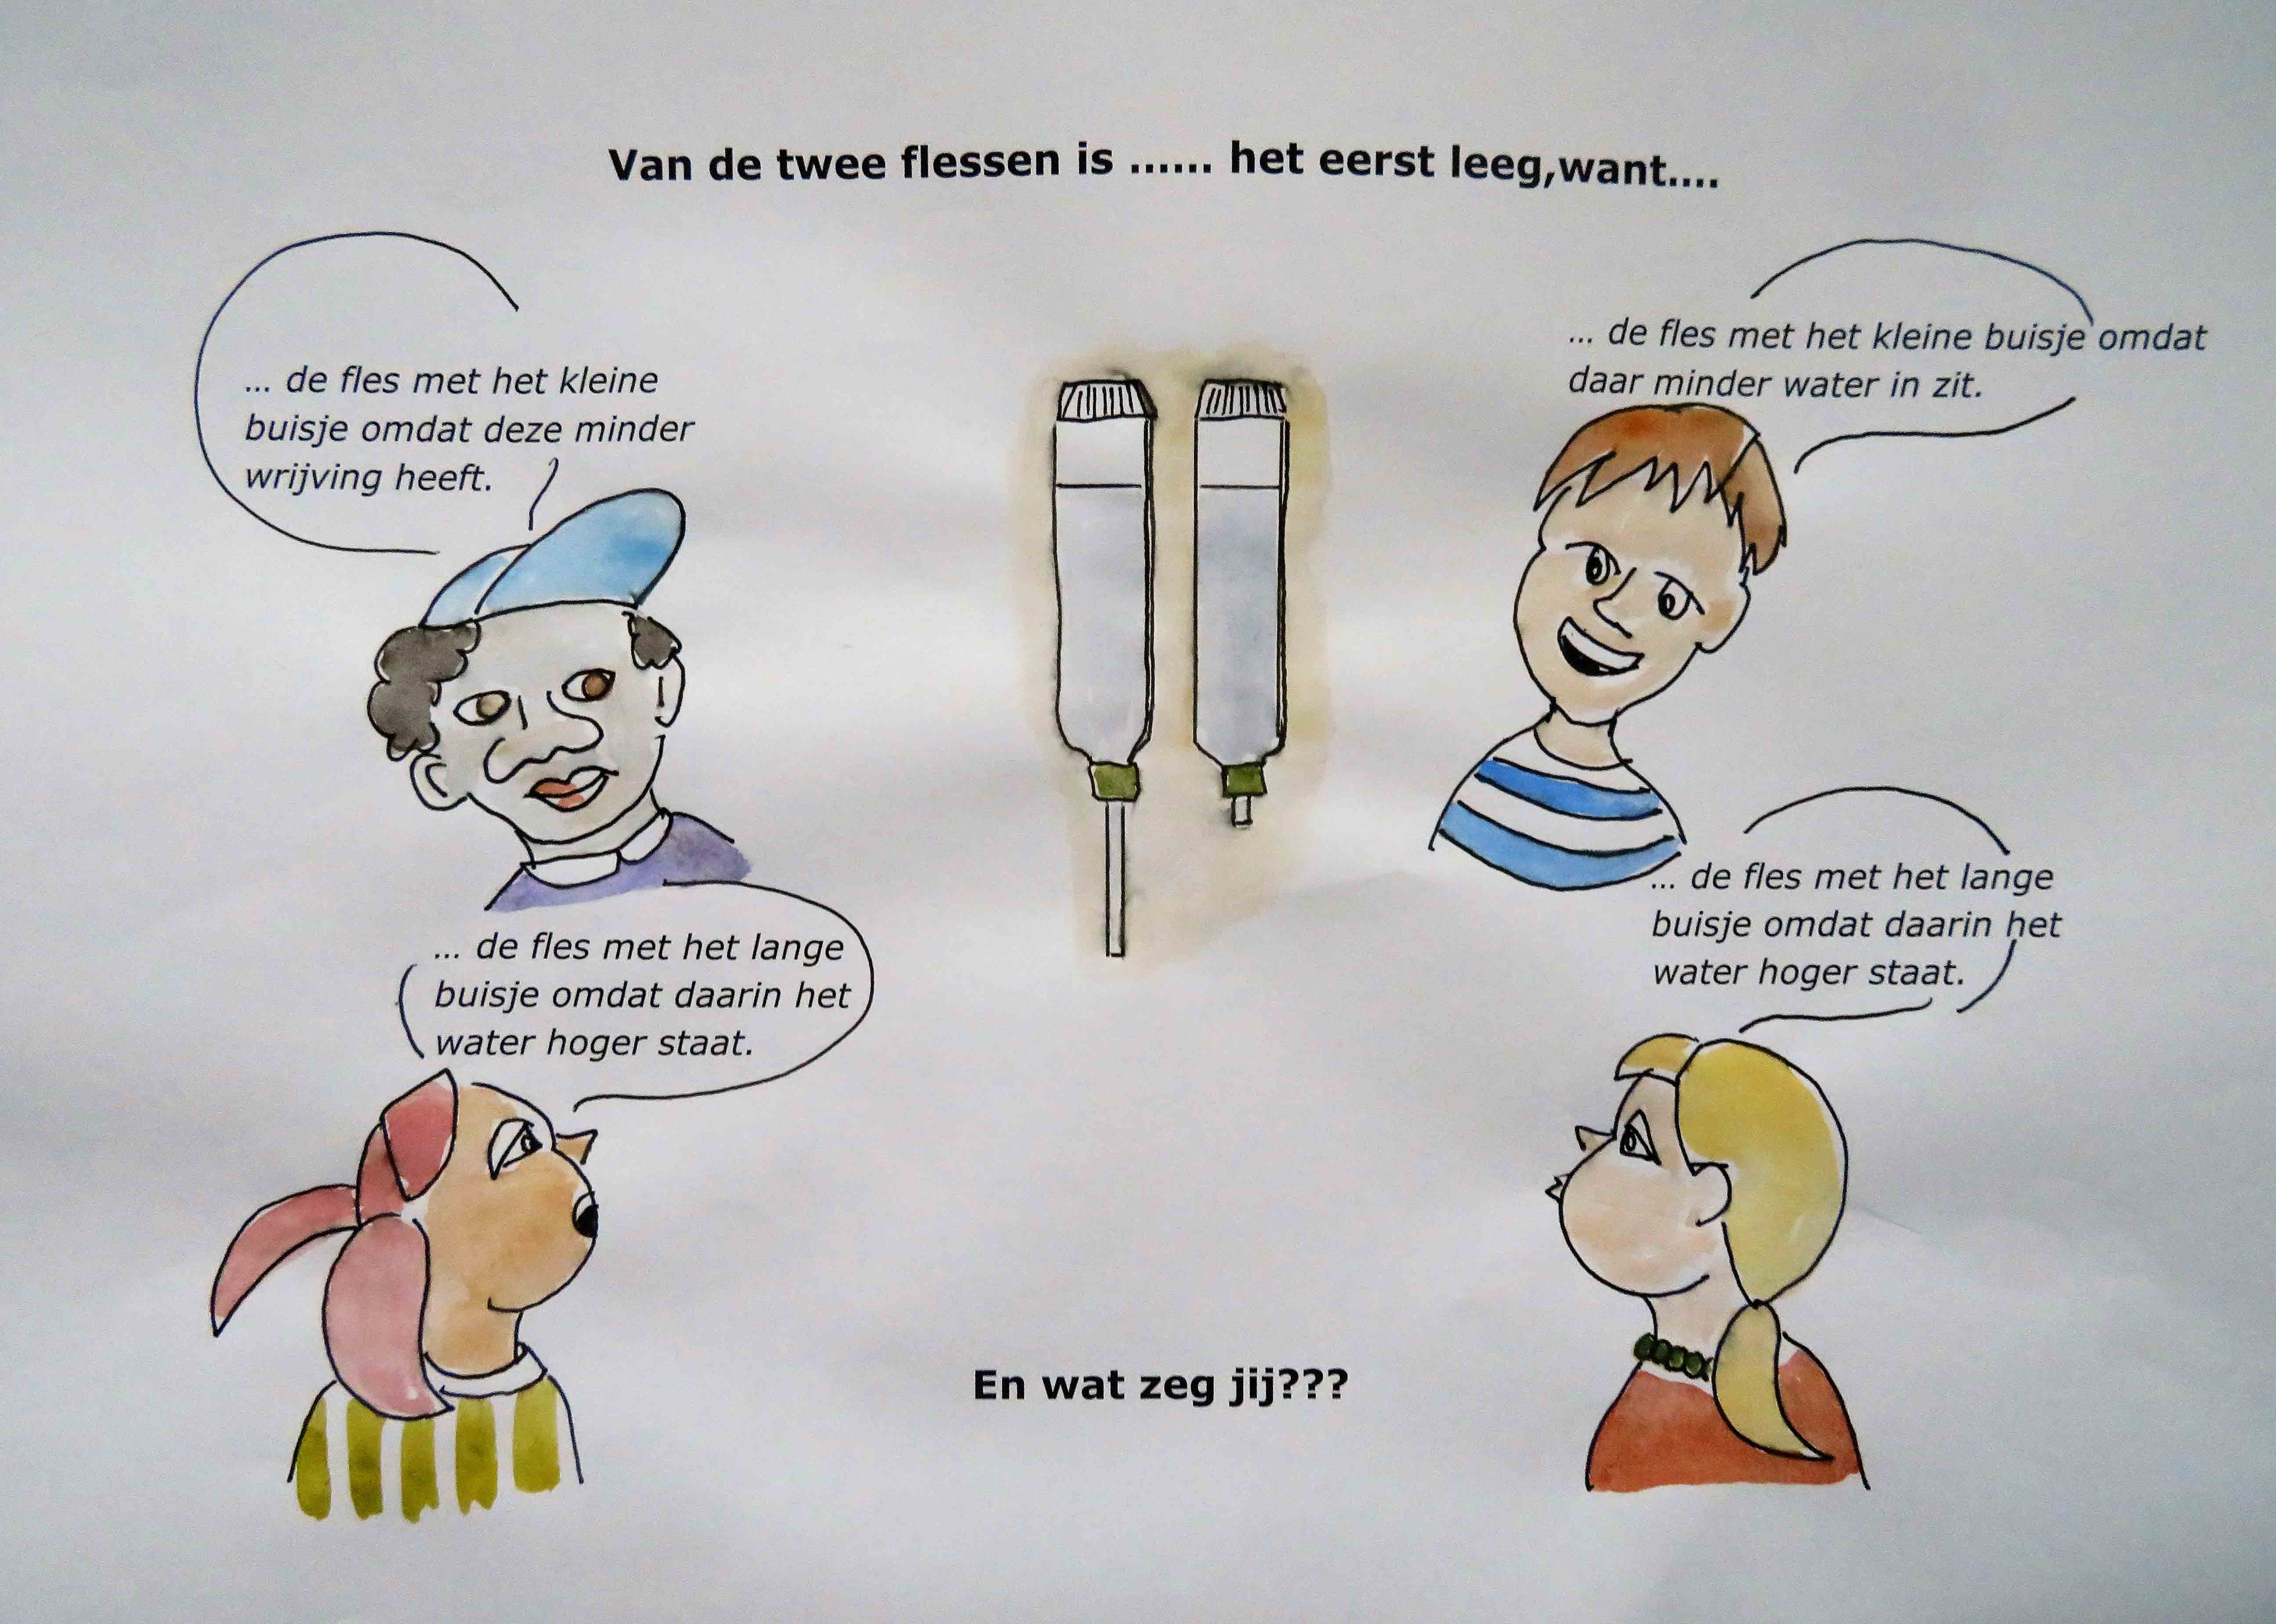 Van de twee flessen is ...... het eerst leeg,want....
... de fles met het kleine
buisje omdat deze minder
wrijving heeft.
... de fles met het kleine buisje omdat
daar minder water in zit.
... de fles met het lange
buisje omdat daarin het
water hoger staat.
... de fles met het lange
buisje omdat daarin het
water hoger staat.
En wat zeg jij???